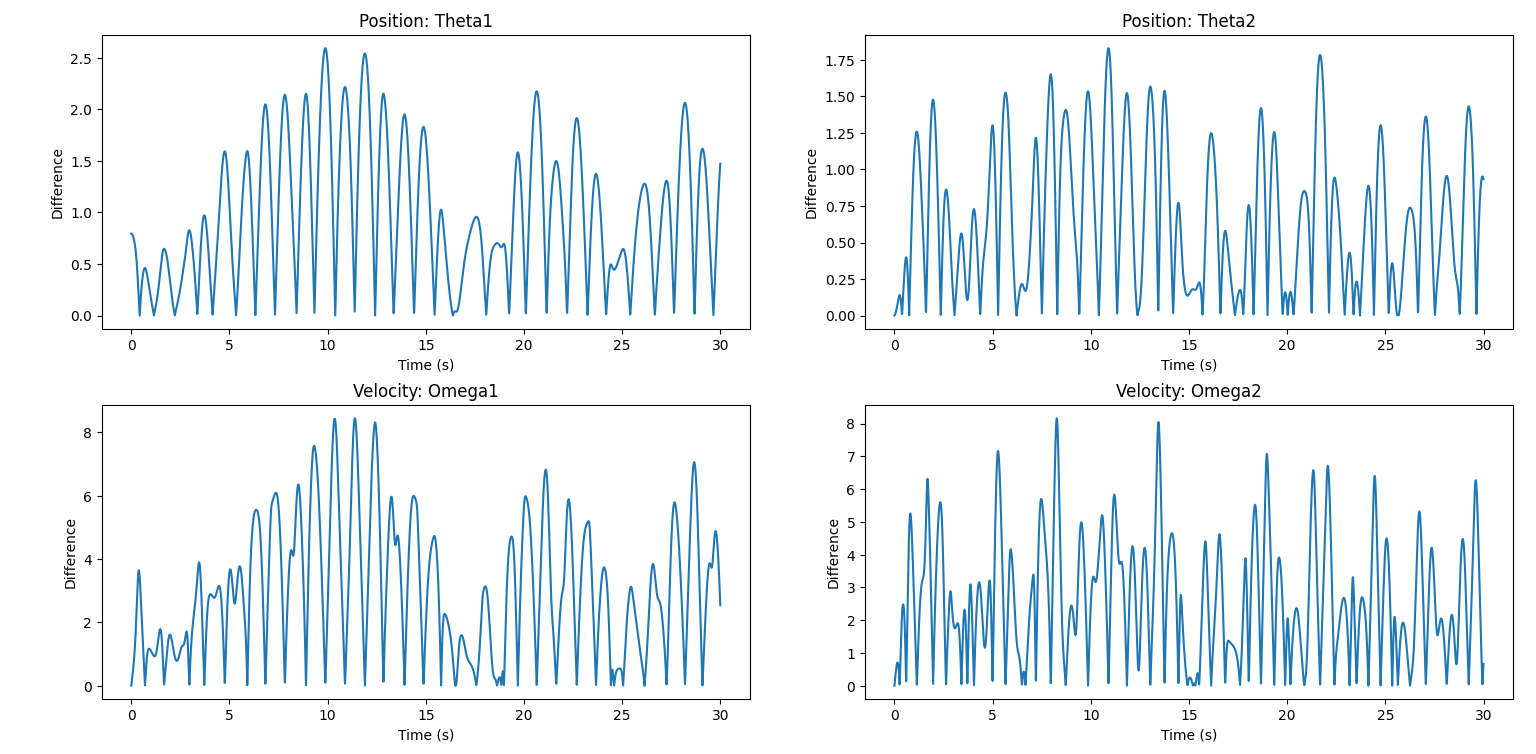 Position: Theta1
Difference
2.5
2.0
1.5
1.0
0.5
0.0
0 5 10 15 20 25 30
Time (s)
Position: Theta2
Difference
1.75
1.50
1.25
1.00
0.75
0.50
0.25
0.00
0 5 10 15 20 25 30
Time (s)
Velocity: Omega1
Difference
8
6
4
2
0
0 5 10 15 20 25 30
Time (s)
Velocity: Omega2
Difference
8
7
6
5
4
3
2
1
0
0 5 10 15 20 25 30
Time (s)